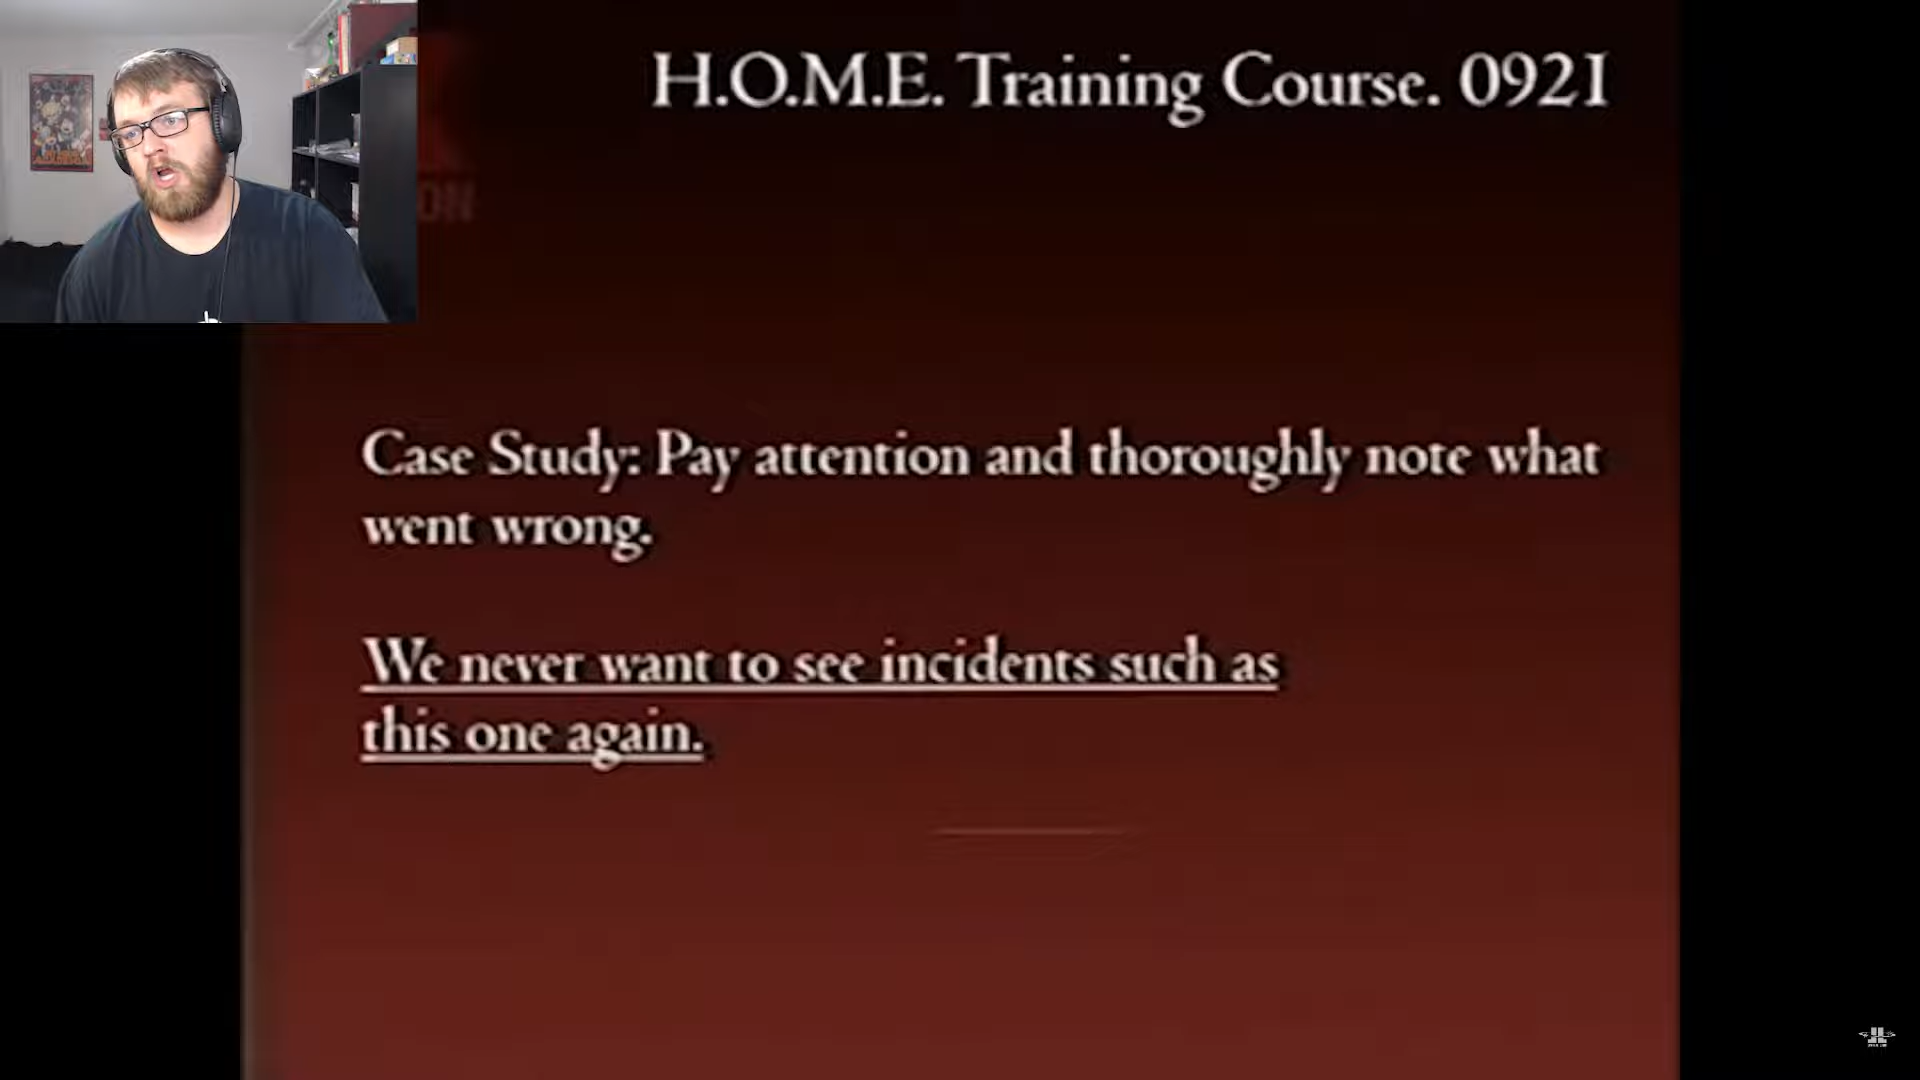 H.O.M.E. Training Course. 0921
ON
Case Study: Pay attention and thoroughly note what
went wrong.
We never want to see incidents such as
this one again.